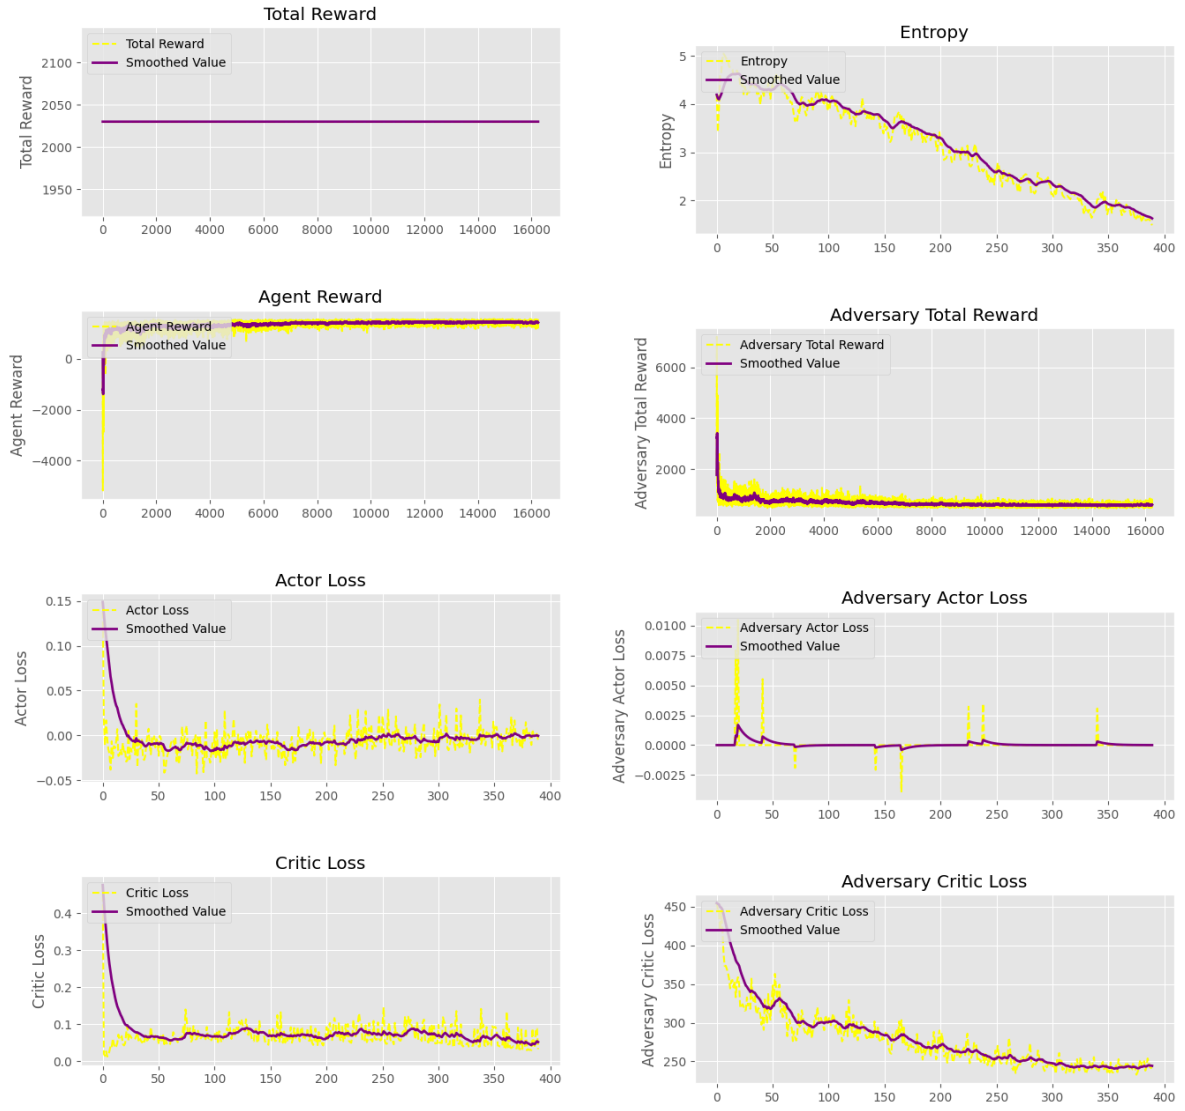 Total Reward
Total Reward
Smoothed Value
2100
2050
2000
1950
Total Reward
0 2000 4000 6000 8000 10000 12000 14000 16000
Entropy
Entropy
Smoothed Value
5
4
3
2
Entropy
0 50 100 150 200 250 300 350 400
Agent Reward
Agent Reward
Smoothed Value
0
−2000
−4000
Agent Reward
0 2000 4000 6000 8000 10000 12000 14000 16000
Adversary Total Reward
Adversary Total Reward
Smoothed Value
6000
4000
2000
Adversary Total Reward
0 2000 4000 6000 8000 10000 12000 14000 16000
Actor Loss
Actor Loss
Smoothed Value
0.15
0.10
0.05
0.00
−0.05
Actor Loss
0 50 100 150 200 250 300 350 400
Adversary Actor Loss
Adversary Actor Loss
Smoothed Value
0.0100
0.0075
0.0050
0.0025
0.0000
−0.0025
Adversary Actor Loss
0 50 100 150 200 250 300 350 400
Critic Loss
Critic Loss
Smoothed Value
0.4
0.3
0.2
0.1
0.0
Critic Loss
0 50 100 150 200 250 300 350 400
Adversary Critic Loss
Adversary Critic Loss
Smoothed Value
450
400
350
300
250
Adversary Critic Loss
0 50 100 150 200 250 300 350 400